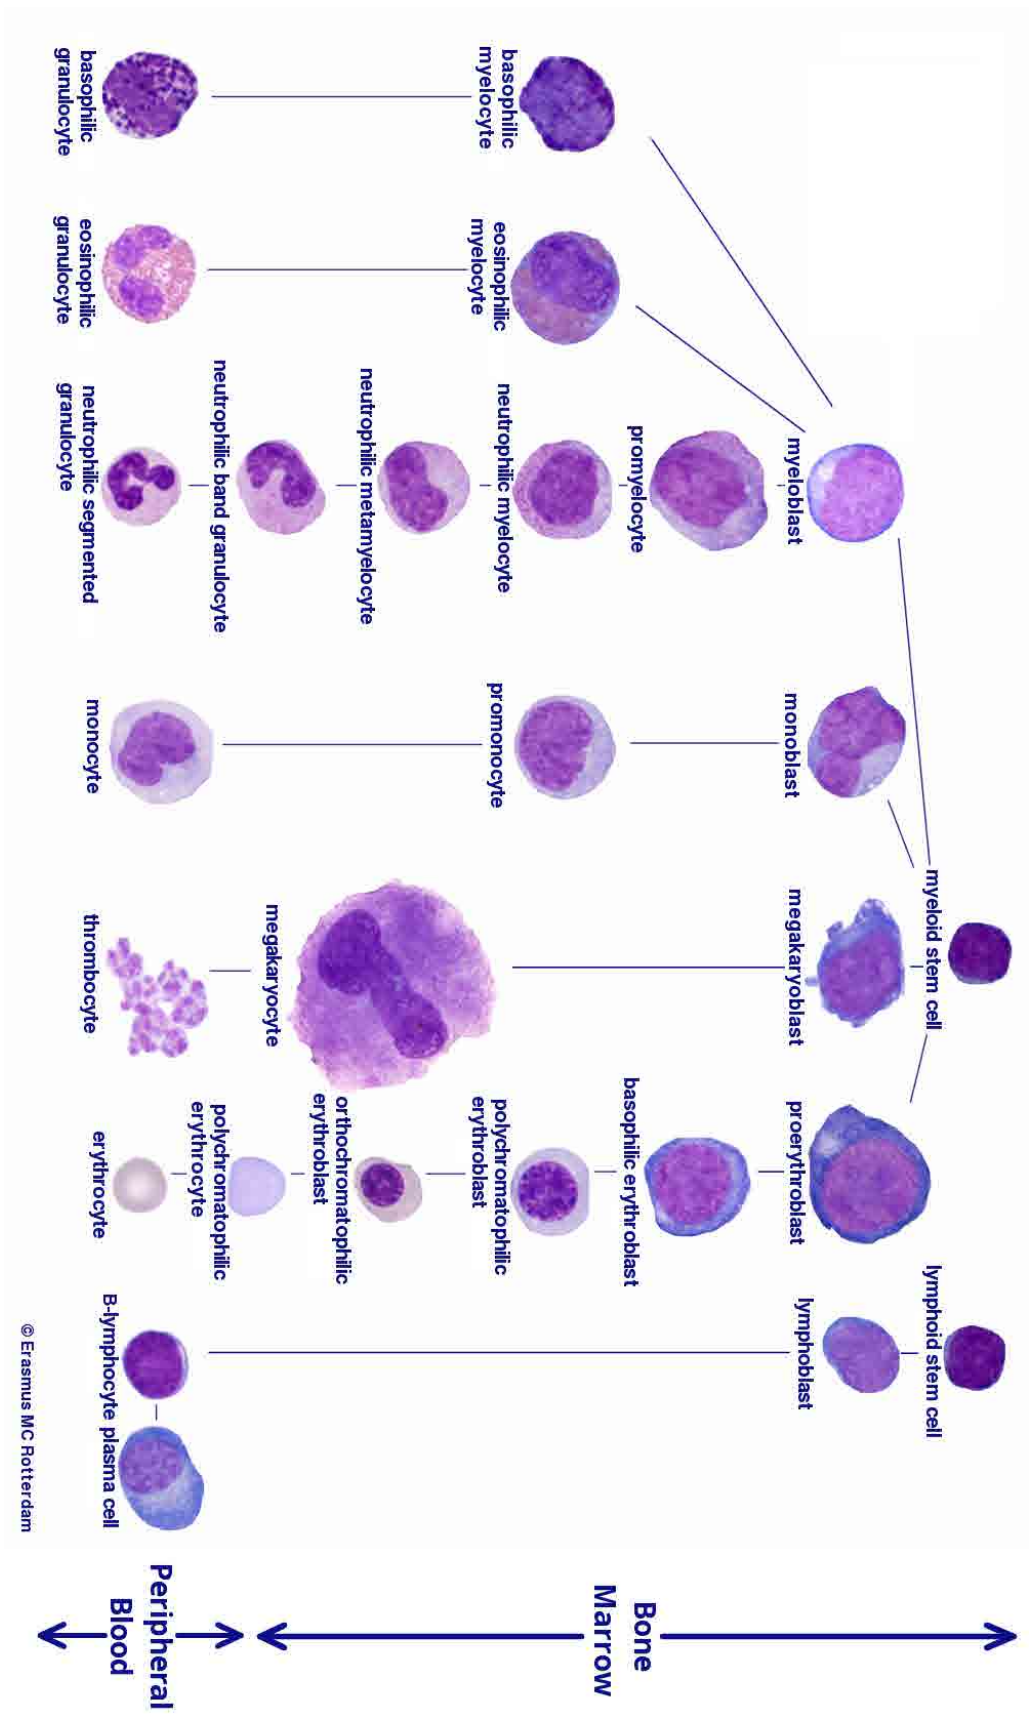 myeloid stem cell
lymphoid stem cell
myeloblast
monoblast
megakaryoblast
proerythroblast
lymphoblast
promyelocyte
basophilic erythroblast
basophilic
myelocyte
eosinophilic
myelocyte
neutrophilic myelocyte
promonocyte
polychromatophilic
erythroblast
neutrophilic metamyelocyte
orthochromatophilic
erythroblast
neutrophilic band granulocyte
megakaryocyte
polychromatophilic
erythrocyte
basophilic
granulocyte
eosinophilic
granulocyte
neutrophilic segmented
granulocyte
monocyte
thrombocyte
erythrocyte
B-lymphocyte plasma cell
© Erasmus MC Rotterdam
Bone
Marrow
Peripheral
Blood